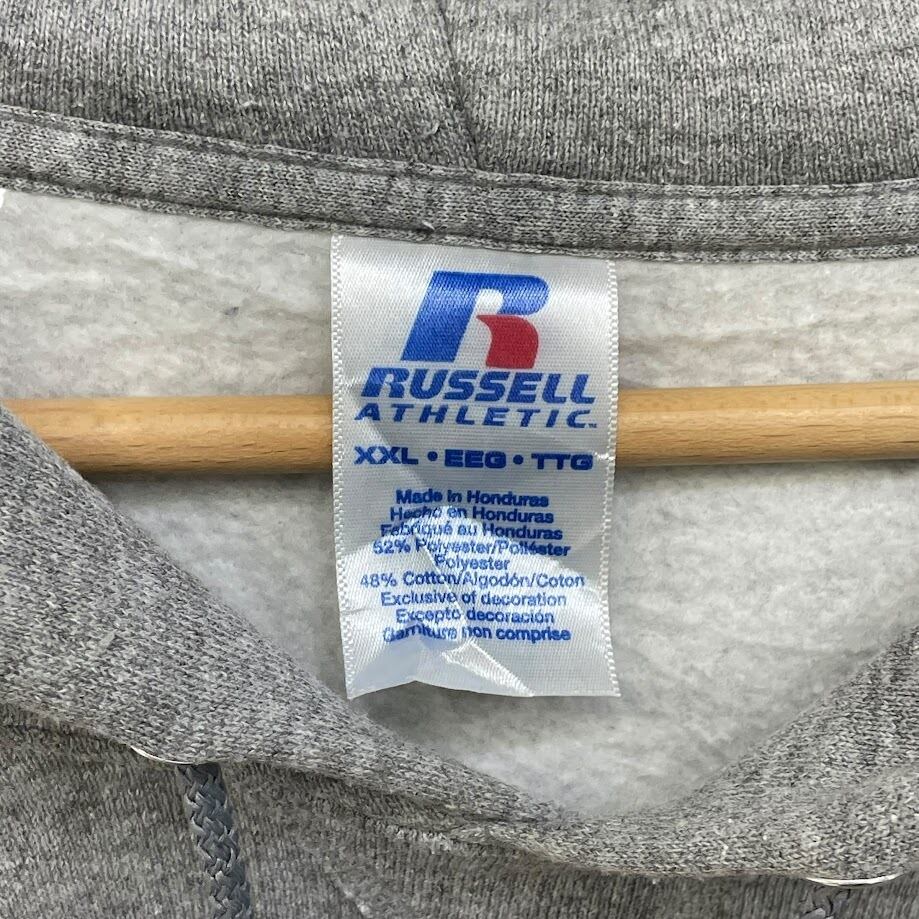 R
RUSSELL
ATHLETIC™
XXL • EEG • TTG
Made in Honduras
Hecho en Honduras
Fabriqué au Honduras
52% Polyester/Poliéster
Polyester
48% Cotton/Algodón/Coton
Exclusive of decoration
Excepto decoración
Garniture non comprise